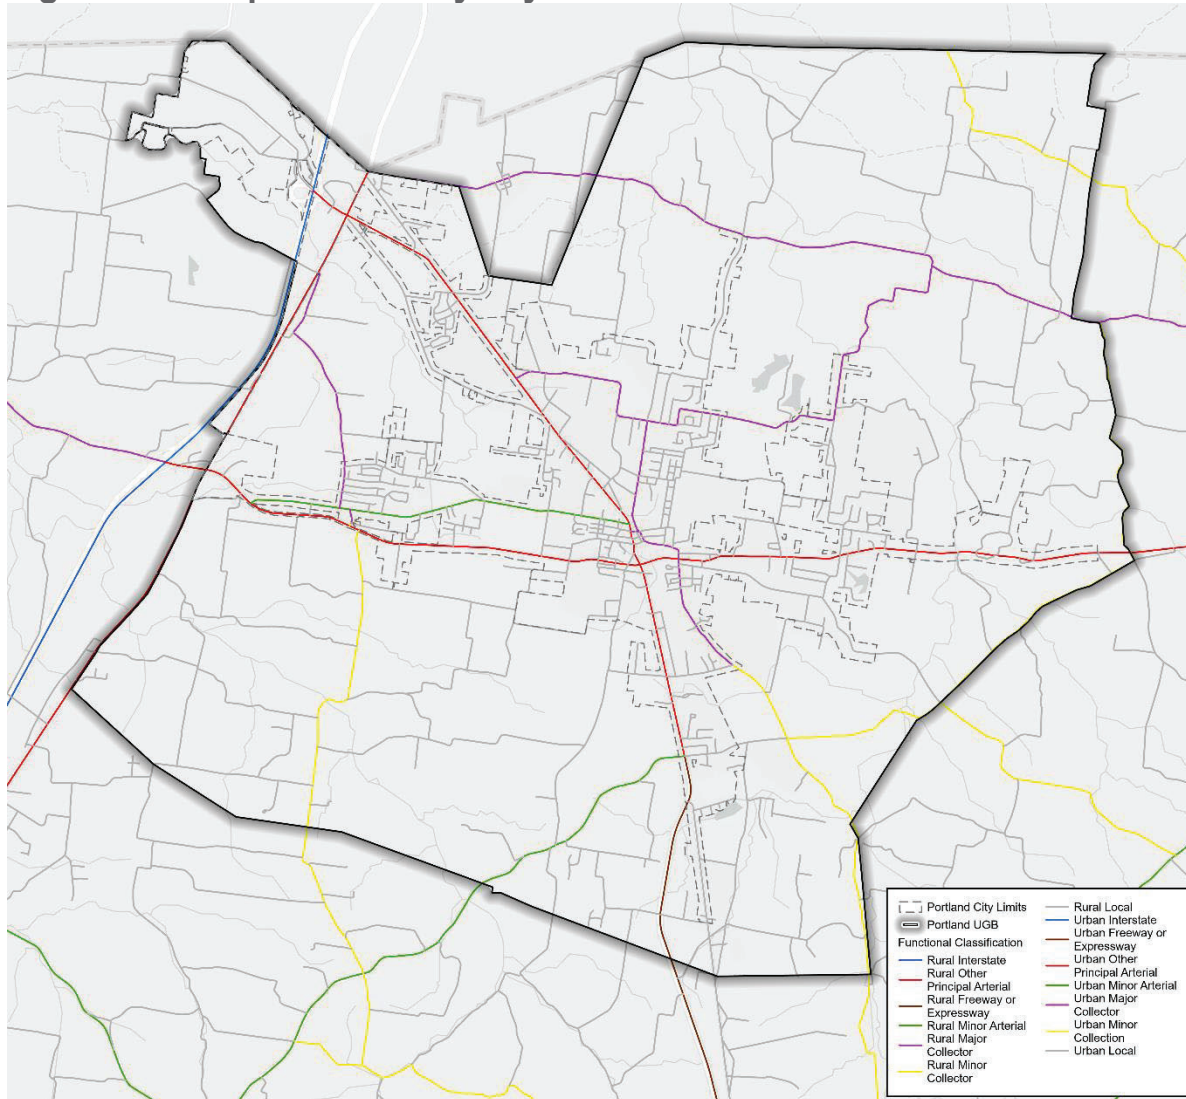 Portland City Limits
Portland UGB
Functional Classification
Rural Interstate
Rural Other
Principal Arterial
Rural Freeway or
Expressway
Rural Minor Arterial
Rural Major
Collector
Rural Minor
Collector
Rural Local
Urban Interstate
Urban Freeway or
Expressway
Urban Other
Principal Arterial
Urban Minor Arterial
Urban Major
Collector
Urban Minor
Collection
Urban Local